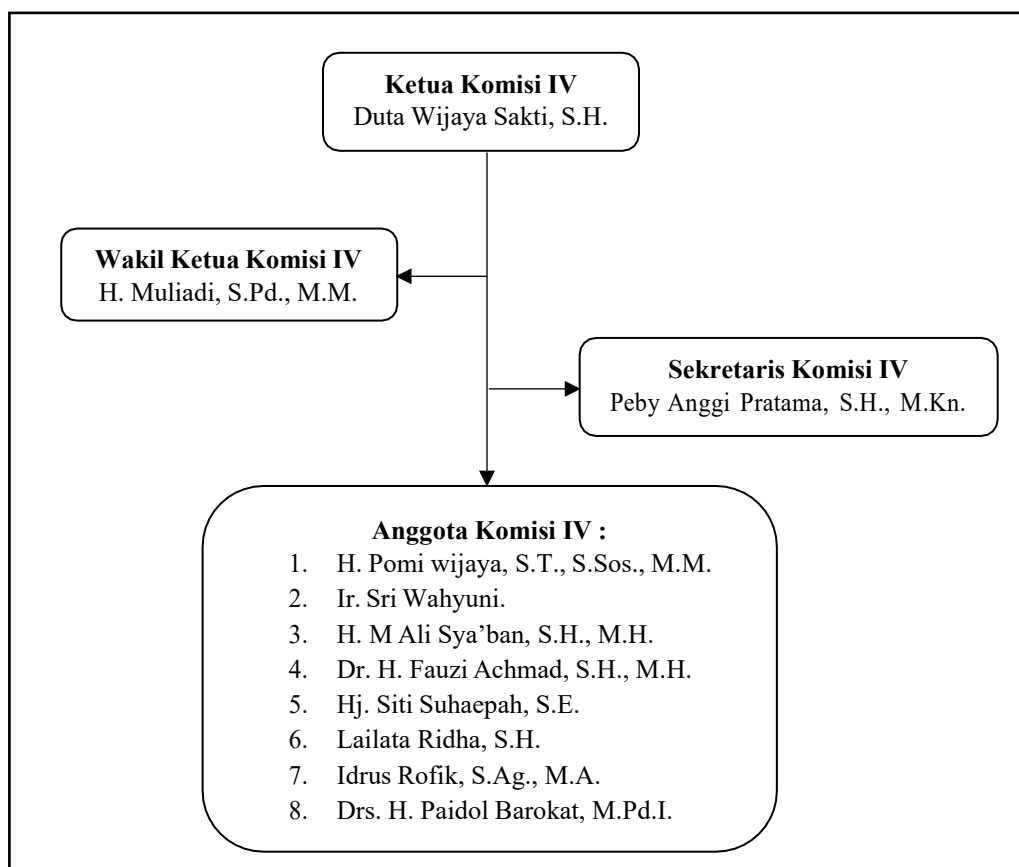 Ketua Komisi IV
Duta Wijaya Sakti, S.H.
Wakil Ketua Komisi IV
H. Muliadi, S.Pd., M.M.
Sekretaris Komisi IV
Peby Anggi Pratama, S.H., M.Kn.
Anggota Komisi IV :
1. H. Pomi wijaya, S.T., S.Sos., M.M.
2. Ir. Sri Wahyuni.
3. H. M Ali Sya’ban, S.H., M.H.
4. Dr. H. Fauzi Achmad, S.H., M.H.
5. Hj. Siti Suhaepah, S.E.
6. Lailata Ridha, S.H.
7. Idrus Rofik, S.Ag., M.A.
8. Drs. H. Paidol Barokat, M.Pd.I.